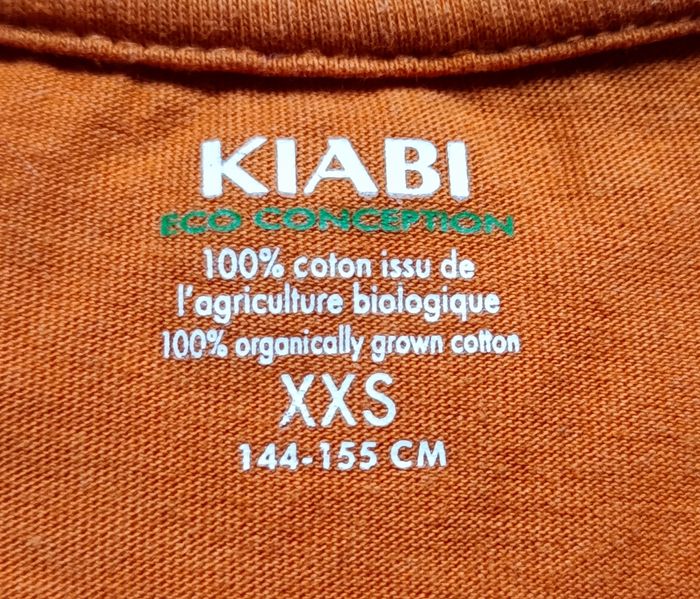 KIABI
ECO CONCEPTION
100% coton issu de
l'agriculture biologique
100% organically grown cotton
XXS
144-155 CM